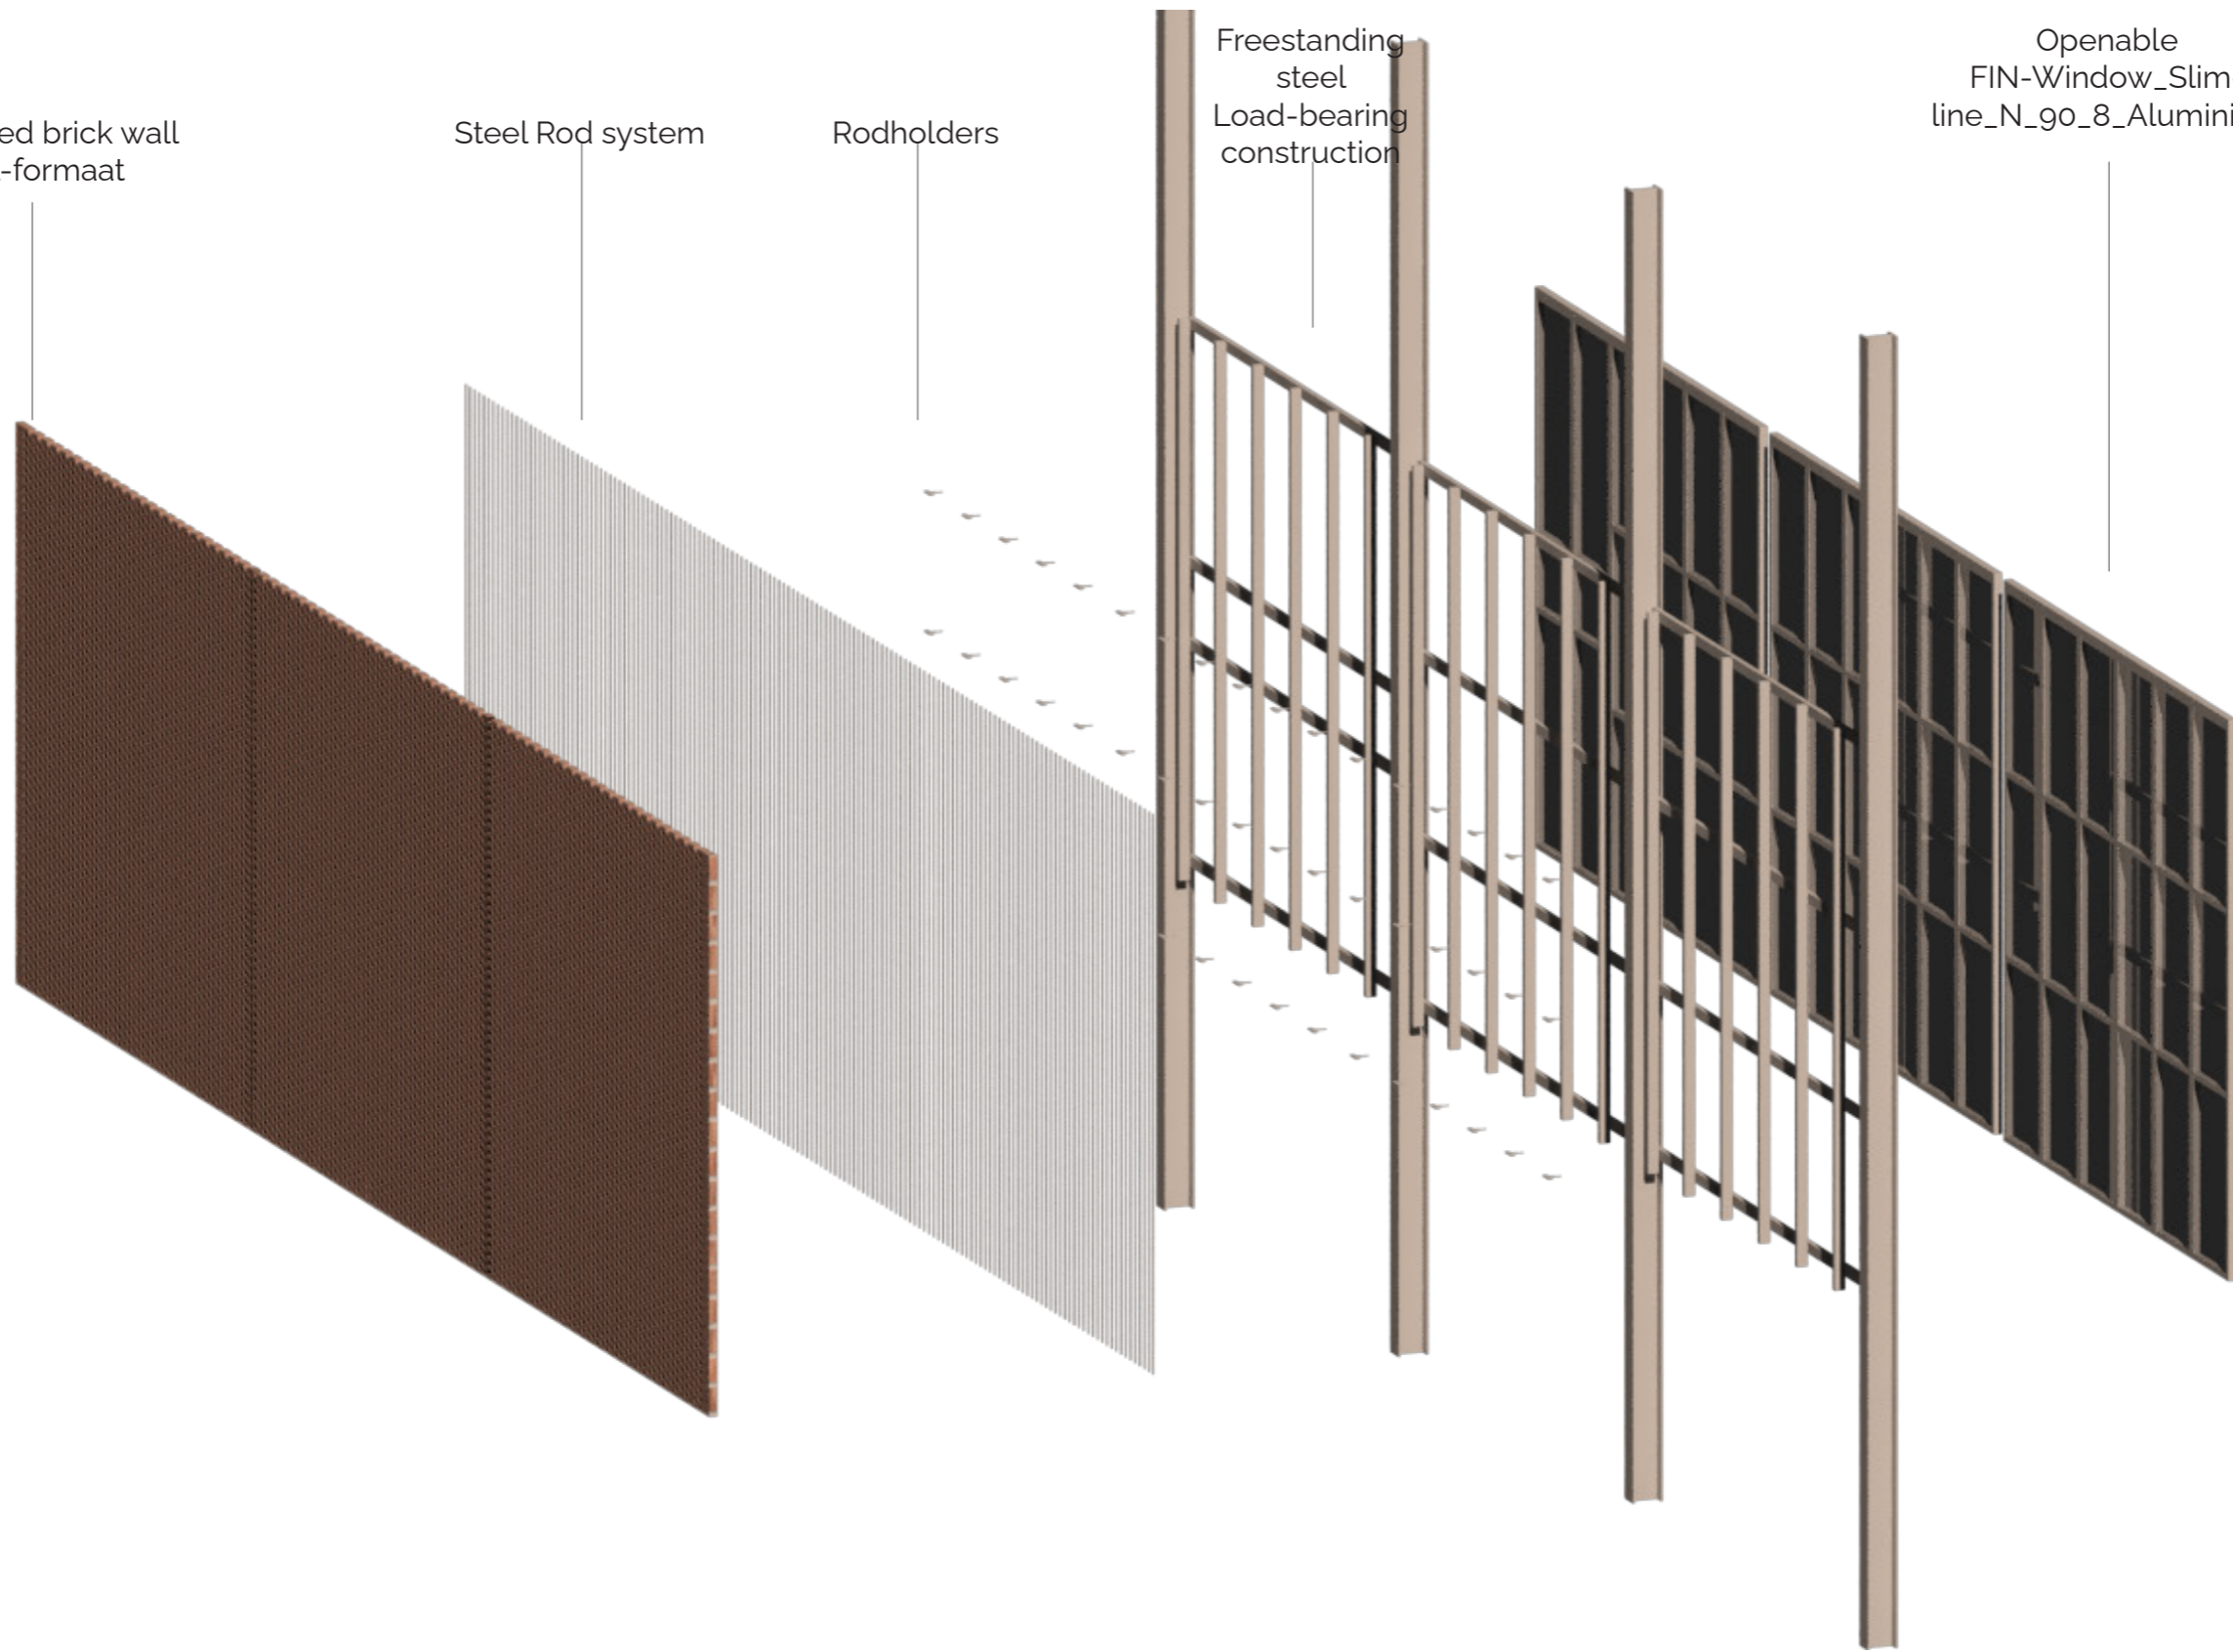 ed brick wall
-formaat
Steel Rod system
Rodholders
Freestanding
steel
Load-bearing
construction
Openable
FIN-Window_Slim
line_N_90_8_Alumini